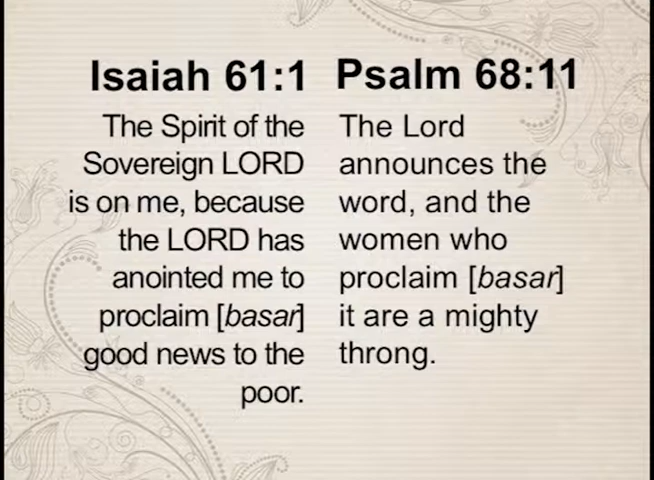 Isaiah 61:1
The Spirit of the
Sovereign LORD
is on me, because
the LORD has
anointed me to
proclaim [basar]
good news to the
poor.
Psalm 68:11
The Lord
announces the
word, and the
women who
proclaim [basar]
it are a mighty
throng.